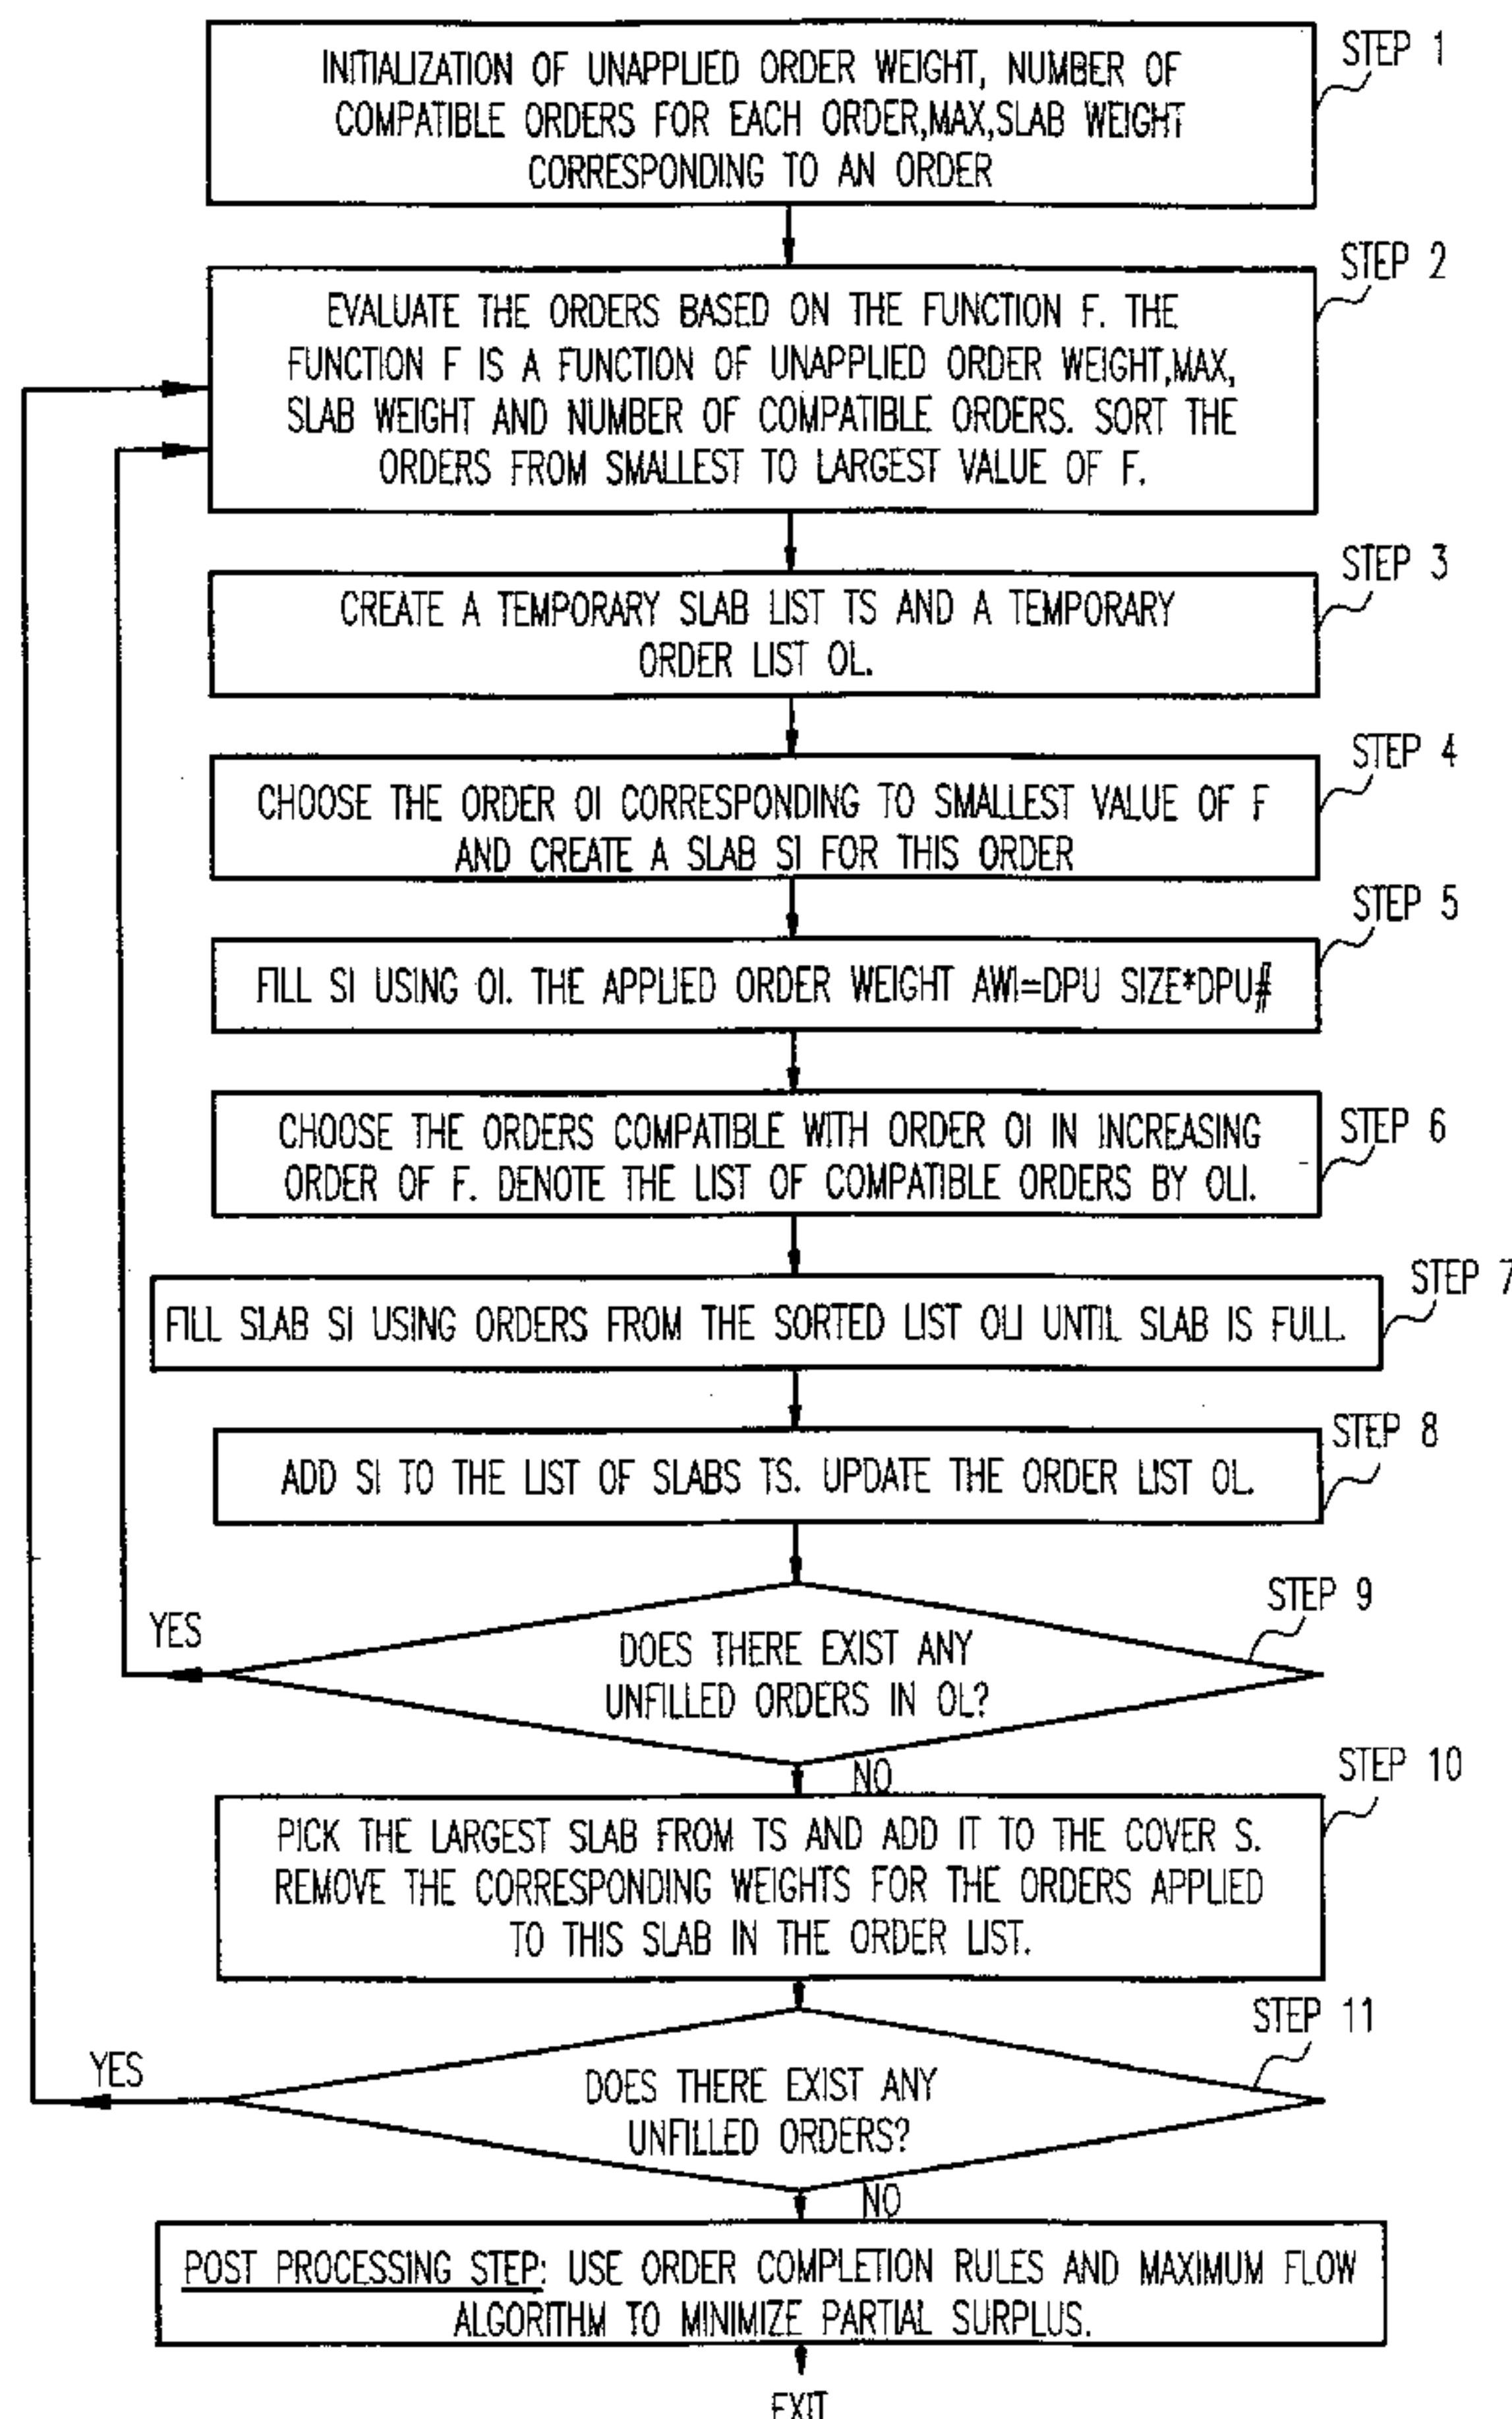 STEP 1
INITIALIZATION OF UNAPPLIED ORDER WEIGHT, NUMBER OF
COMPATIBLE ORDERS FOR EACH ORDER,MAX,SLAB WEIGHT
CORRESPONDING TO AN ORDER
STEP 2
EVALUATE THE ORDERS BASED ON THE FUNCTION F. THE
FUNCTION F IS A FUNCTION OF UNAPPLIED ORDER WEIGHT,MAX,
SLAB WEIGHT AND NUMBER OF COMPATIBLE ORDERS. SORT THE
ORDERS FROM SMALLEST TO LARGEST VALUE OF F.
STEP 3
CREATE A TEMPORARY SLAB LIST TS AND A TEMPORARY
ORDER LIST OL.
STEP 4
CHOOSE THE ORDER OI CORRESPONDING TO SMALLEST VALUE OF F
AND CREATE A SLAB SI FOR THIS ORDER
STEP 5
FILL SI USING OI. THE APPLIED ORDER WEIGHT AWI=DPU SIZE*DPU#
STEP 6
CHOOSE THE ORDERS COMPATIBLE WITH ORDER OI IN INCREASING
ORDER OF F. DENOTE THE LIST OF COMPATIBLE ORDERS BY OLI.
STEP 7
FILL SLAB SI USING ORDERS FROM THE SORTED LIST OLI UNTIL SLAB IS FULL.
STEP 8
ADD SI TO THE LIST OF SLABS TS. UPDATE THE ORDER LIST OL.
STEP 9
YES
DOES THERE EXIST ANY
UNFILLED ORDERS IN OL?
NO
STEP 10
PICK THE LARGEST SLAB FROM TS AND ADD IT TO THE COVER S.
REMOVE THE CORRESPONDING WEIGHTS FOR THE ORDERS APPLIED
TO THIS SLAB IN THE ORDER LIST.
STEP 11
YES
DOES THERE EXIST ANY
UNFILLED ORDERS?
NO
POST PROCESSING STEP: USE ORDER COMPLETION RULES AND MAXIMUM FLOW
ALGORITHM TO MINIMIZE PARTIAL SURPLUS.
EXIT